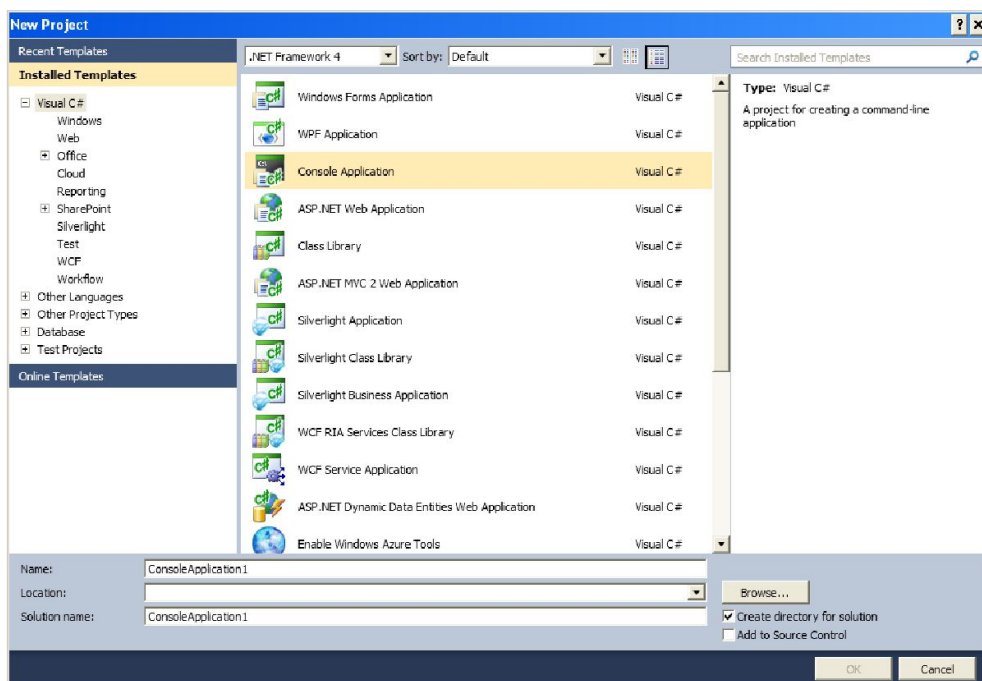 New Project
Recent Templates
.NET Framework 4
Sort by: Default
Search Installed Templates
Installed Templates
Visual C#
Windows
Web
Office
Cloud
Reporting
SharePoint
Silverlight
Test
WCF
Workflow
Other Languages
Other Project Types
Database
Test Projects
Online Templates
Windows Forms Application Visual C#
WPF Application Visual C#
Console Application Visual C#
ASP.NET Web Application Visual C#
Class Library Visual C#
ASP.NET MVC 2 Web Application Visual C#
Silverlight Application Visual C#
Silverlight Class Library Visual C#
Silverlight Business Application Visual C#
WCF RIA Services Class Library Visual C#
WCF Service Application Visual C#
ASP.NET Dynamic Data Entities Web Application Visual C#
Enable Windows Azure Tools Visual C#
Type: Visual C#
A project for creating a command-line
application
Name: ConsoleApplication1
Location:
Browse...
Solution name: ConsoleApplication1
Create directory for solution
Add to Source Control
OK Cancel